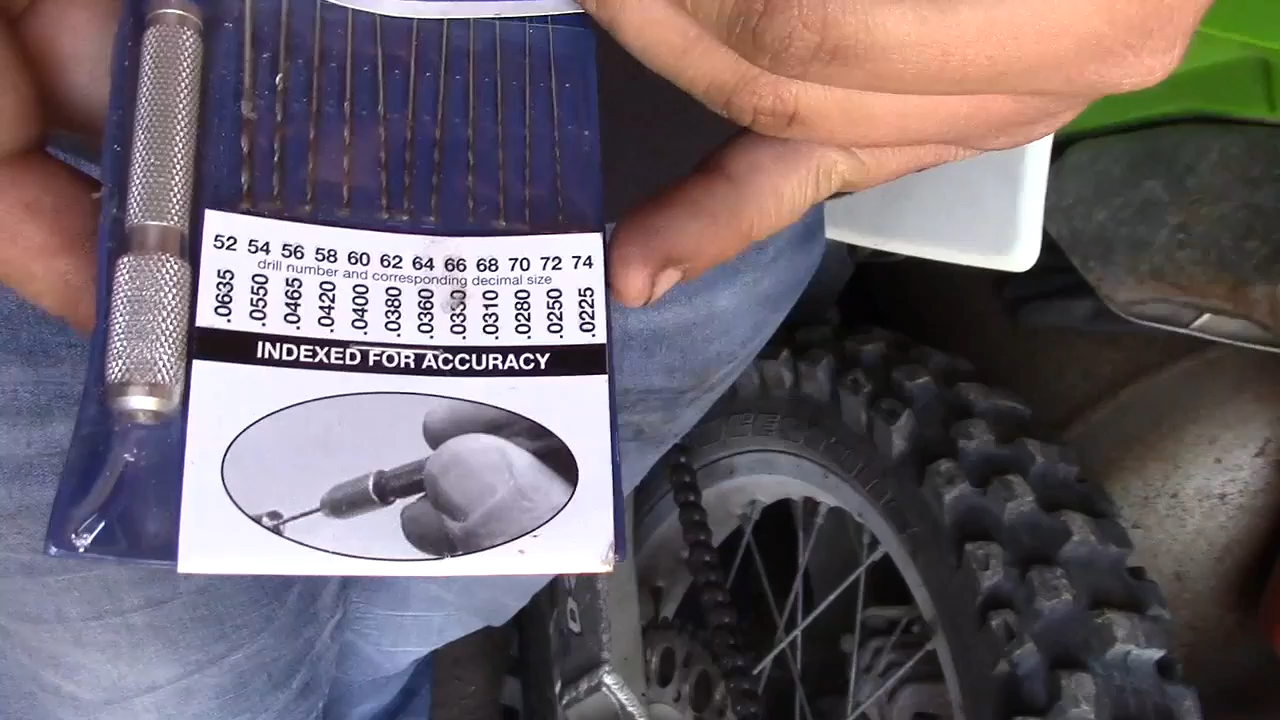 52 54 56 58 60 62 64 66 68 70 72 74
drill number and corresponding decimal size
.0635 .0550 .0465 .0420 .0400 .0380 .0360 .0330 .0310 .0280 .0250 .0225
INDEXED FOR ACCURACY